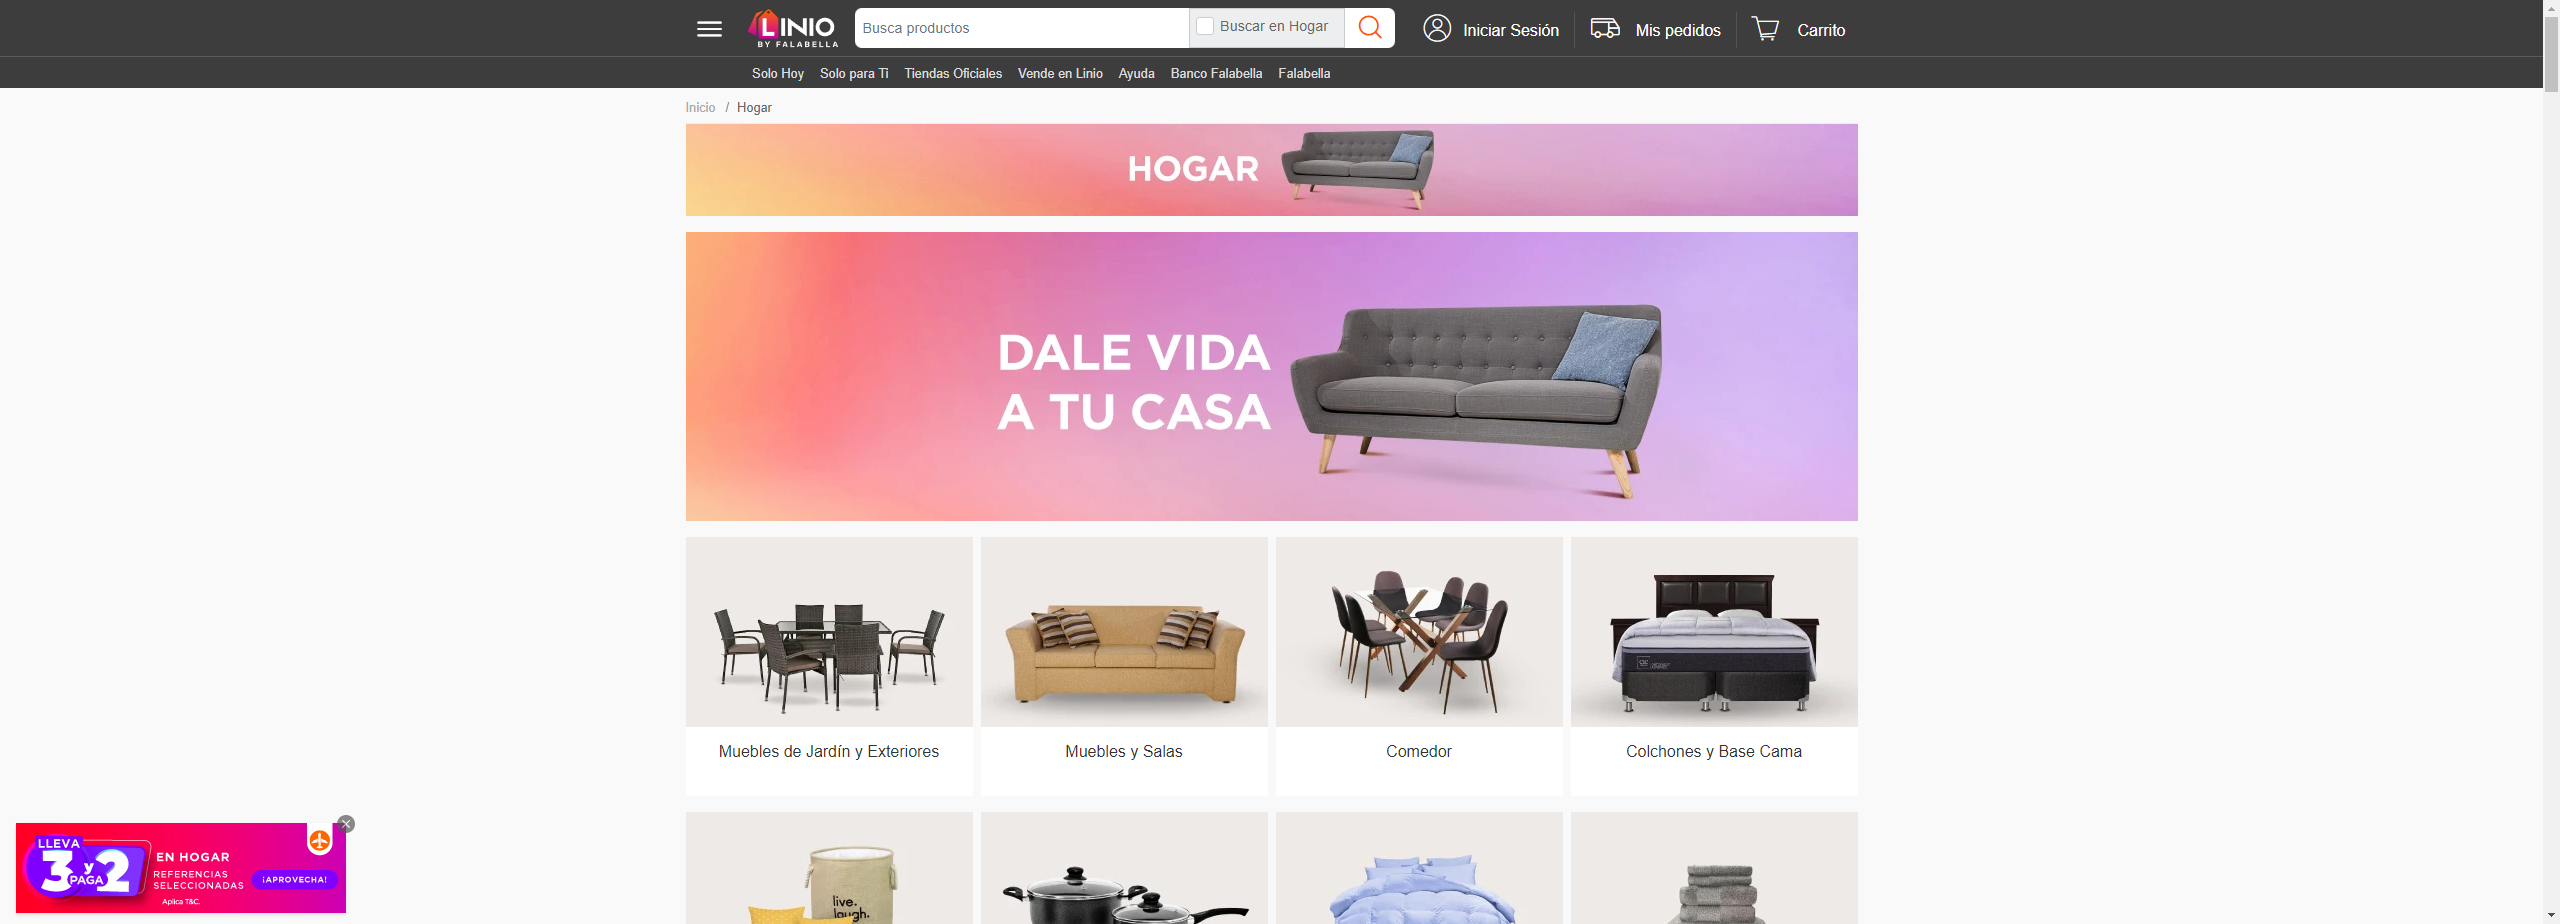 LINIO
BY FALABELLA
Busca productos
Buscar en Hogar
Iniciar Sesión
Mis pedidos
Carrito
Solo Hoy
Solo para Ti
Tiendas Oficiales
Vende en Linio
Ayuda
Banco Falabella
Falabella
Inicio / Hogar
HOGAR
DALE VIDA
A TU CASA
Muebles de Jardín y Exteriores
Muebles y Salas
Comedor
Colchones y Base Cama
LLEVA
3 y 2
PAGA
EN HOGAR
REFERENCIAS
SELECCIONADAS
¡APROVECHA!
Aplica T&C.
live.
laugh.